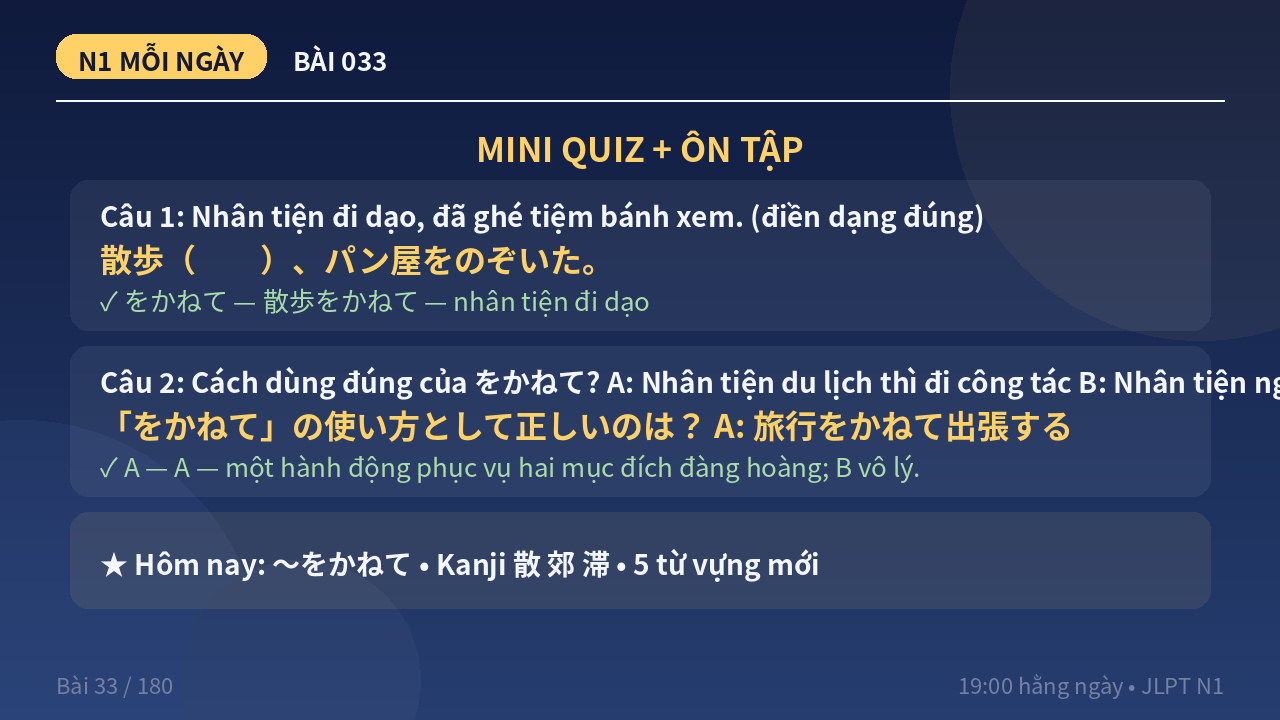 N1 MỖI NGÀY
BÀI 033
MINI QUIZ + ÔN TẬP
Câu 1: Nhân tiện đi dạo, đã ghé tiệm bánh xem. (điền dạng đúng)
散歩（　　）、パン屋をのぞいた。
✓ をかねて — 散歩をかねて — nhân tiện đi dạo
Câu 2: Cách dùng đúng của をかねて? A: Nhân tiện du lịch thì đi công tác B: Nhân tiện
「をかねて」の使い方として正しいのは？ A: 旅行をかねて出張する
✓ A — A — một hành động phục vụ hai mục đích đàng hoàng; B vô lý.
★ Hôm nay: ～をかねて • Kanji 散 郊 滞 • 5 từ vựng mới
Bài 33 / 180
19:00 hằng ngày • JLPT N1